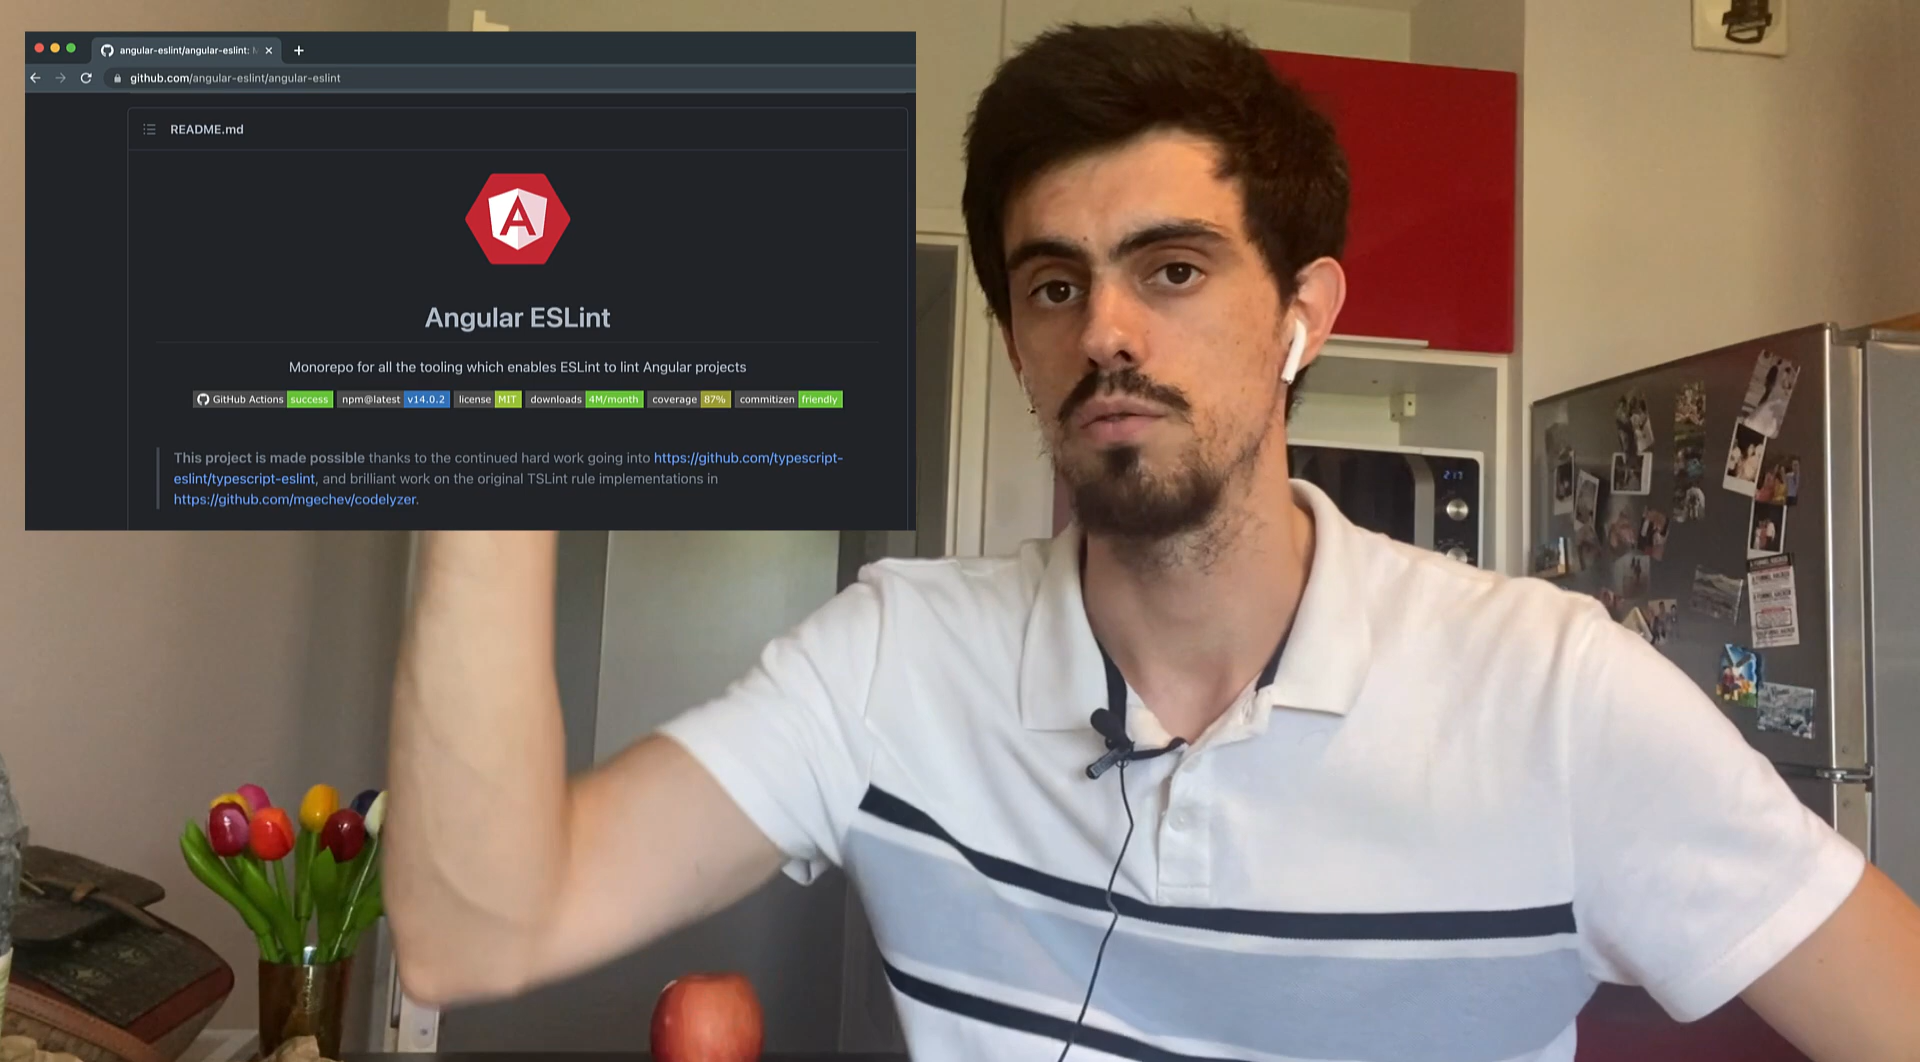 angular-eslint/angular-eslint:
github.com/angular-eslint/angular-eslint
README.md
Angular ESLint
Monorepo for all the tooling which enables ESLint to lint Angular projects
GitHub Actions success npm@latest v14.0.2 license MIT downloads 4M/month coverage 87% commitizen friendly
This project is made possible thanks to the continued hard work going into https://github.com/typescript-
eslint/typescript-eslint, and brilliant work on the original TSLint rule implementations in
https://github.com/mgechev/codelyzer.
2:17